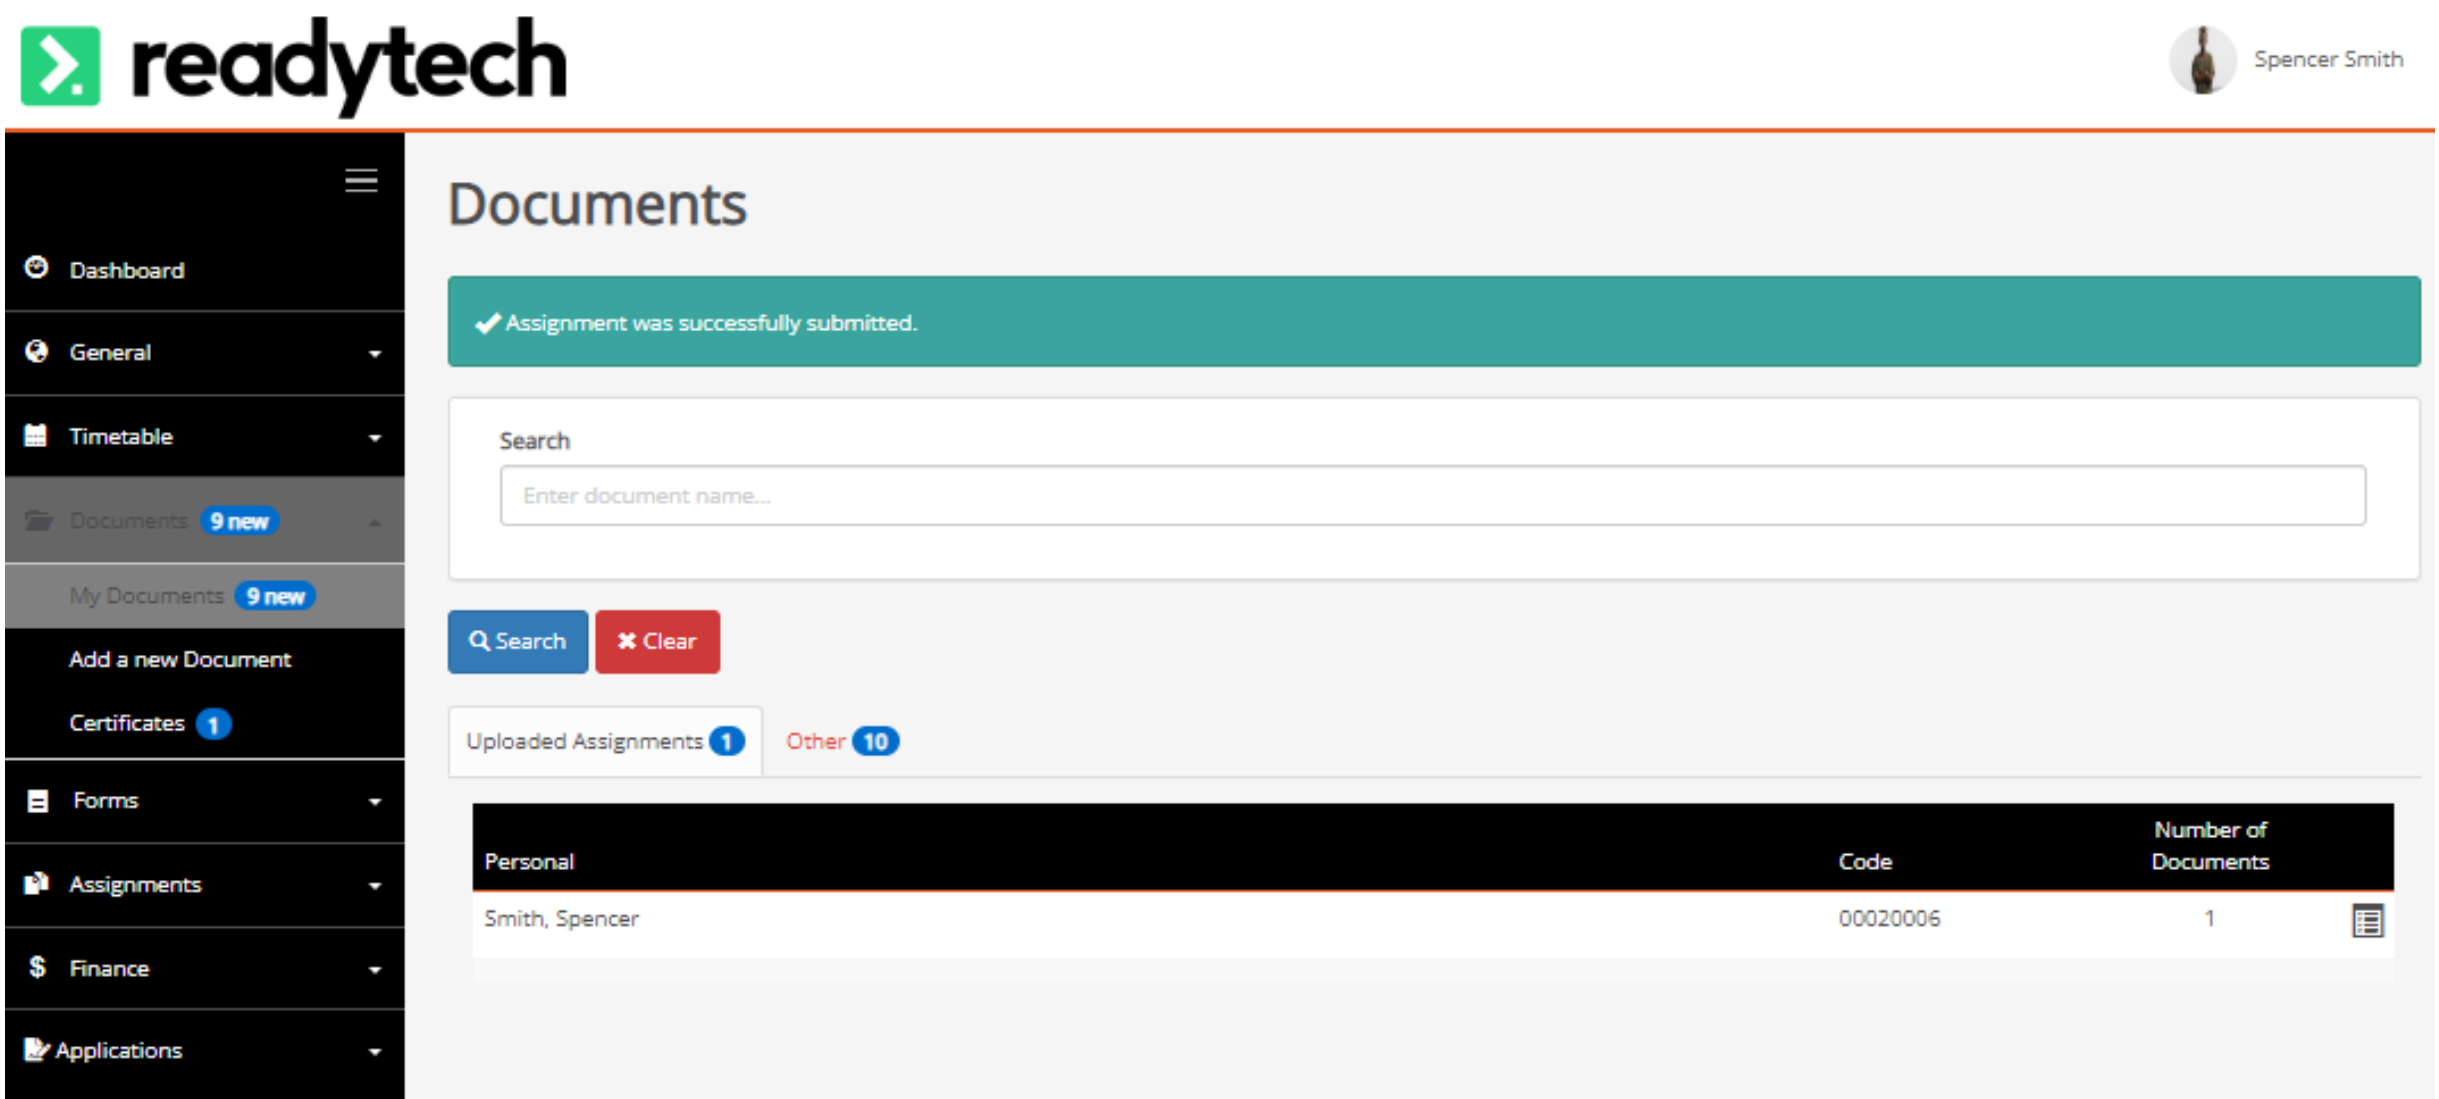 readytech
Spencer Smith
Dashboard
General
Timetable
Documents 9 new
My Documents 9 new
Add a new Document
Certificates 1
Forms
Assignments
$ Finance
Applications
Documents
Assignment was successfully submitted.
Search
Enter document name...
Search
Clear
Uploaded Assignments 1
Other 10
Personal
Code
Number of
Documents
Smith, Spencer
00020006
1